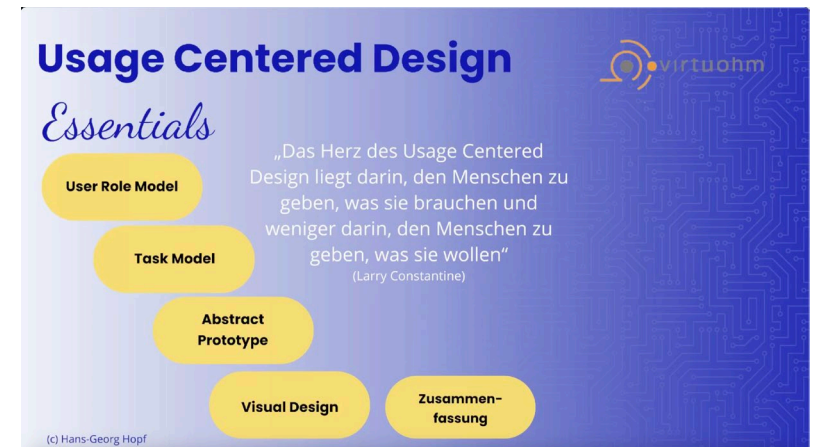 Usage Centered Design
virtuohm
Essentials
„Das Herz des Usage Centered
Design liegt darin, den Menschen zu
geben, was sie brauchen und
weniger darin, den Menschen zu
geben, was sie wollen“
(Larry Constantine)
User Role Model
Task Model
Abstract
Prototype
Visual Design
Zusammen-
fassung
(c) Hans-Georg Hopf